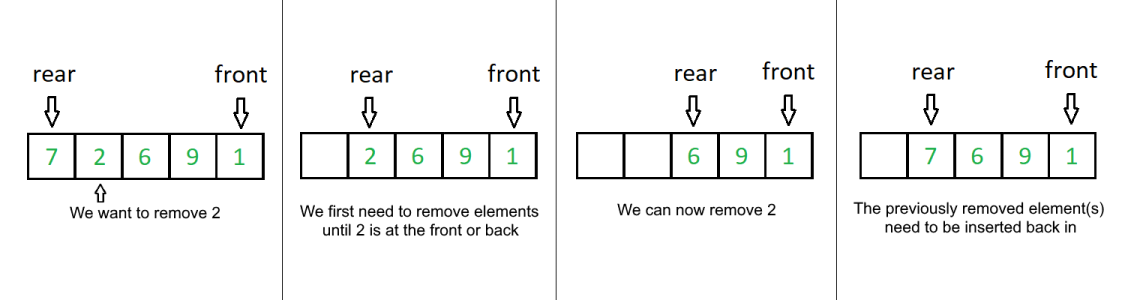 rear front
7 2 6 9 1
We want to remove 2
rear front
2 6 9 1
We first need to remove elements
until 2 is at the front or back
rear front
6 9 1
We can now remove 2
rear front
7 6 9 1
The previously removed element(s)
need to be inserted back in